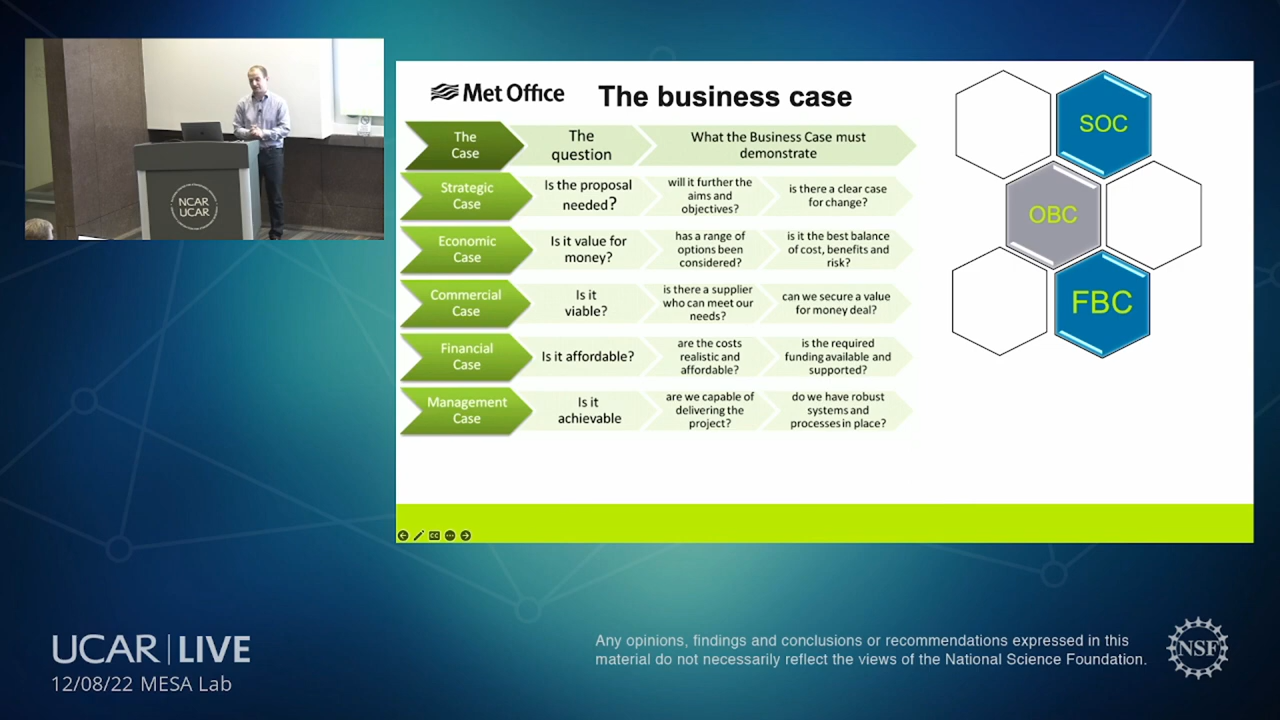 NCAR
UCAR
Met Office
The business case
The
Case
The
question
What the Business Case must
demonstrate
Strategic
Case
Is the proposal
needed?
will it further the
aims and
objectives?
is there a clear case
for change?
Economic
Case
Is it value for
money?
has a range of
options been
considered?
is it the best balance
of cost, benefits and
risk?
Commercial
Case
Is it
viable?
is there a supplier
who can meet our
needs?
can we secure a value
for money deal?
Financial
Case
Is it affordable?
are the costs
realistic and
affordable?
is the required
funding available and
supported?
Management
Case
Is it
achievable
are we capable of
delivering the
project?
do we have robust
systems and
processes in place?
SOC
OBC
FBC
UCAR | LIVE
12/08/22 MESA Lab
Any opinions, findings and conclusions or recommendations expressed in this
material do not necessarily reflect the views of the National Science Foundation.
NSF